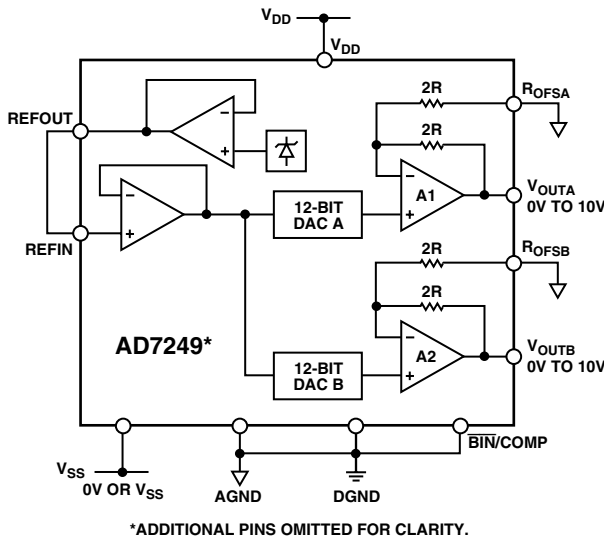 VDD
VDD
2R
ROFSA
REFOUT
2R
−
+
−
+
−
+
A1
VOUTA
0V TO 10V
12-BIT
DAC A
REFIN
2R
ROFSB
2R
AD7249*
−
+
A2
VOUTB
0V TO 10V
12-BIT
DAC B
BIN/COMP
VSS
0V OR VSS
AGND
DGND
*ADDITIONAL PINS OMITTED FOR CLARITY.